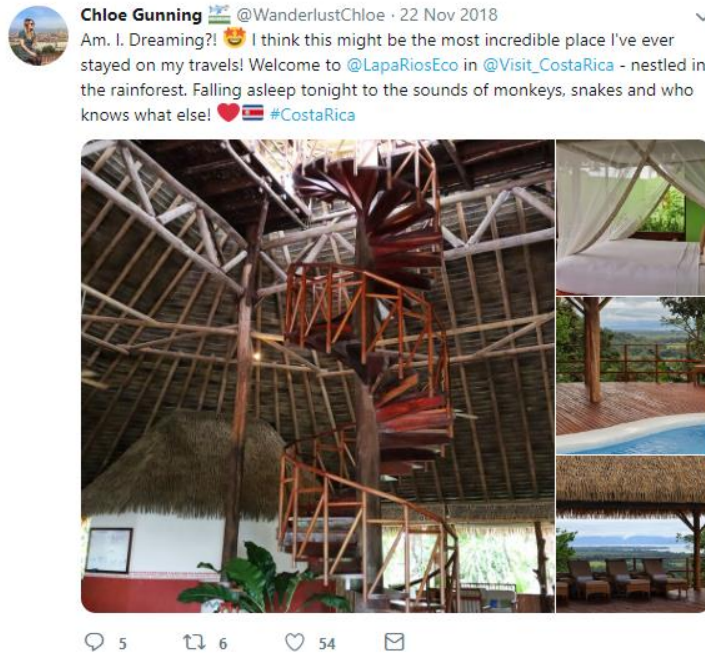 Chloe Gunning @WanderlustChloe · 22 Nov 2018
Am. I. Dreaming?! 🤩 I think this might be the most incredible place I've ever
stayed on my travels! Welcome to @LapaRiosEco in @Visit_CostaRica - nestled in
the rainforest. Falling asleep tonight to the sounds of monkeys, snakes and who
knows what else! ❤️🇨🇷 #CostaRica
5 6 54